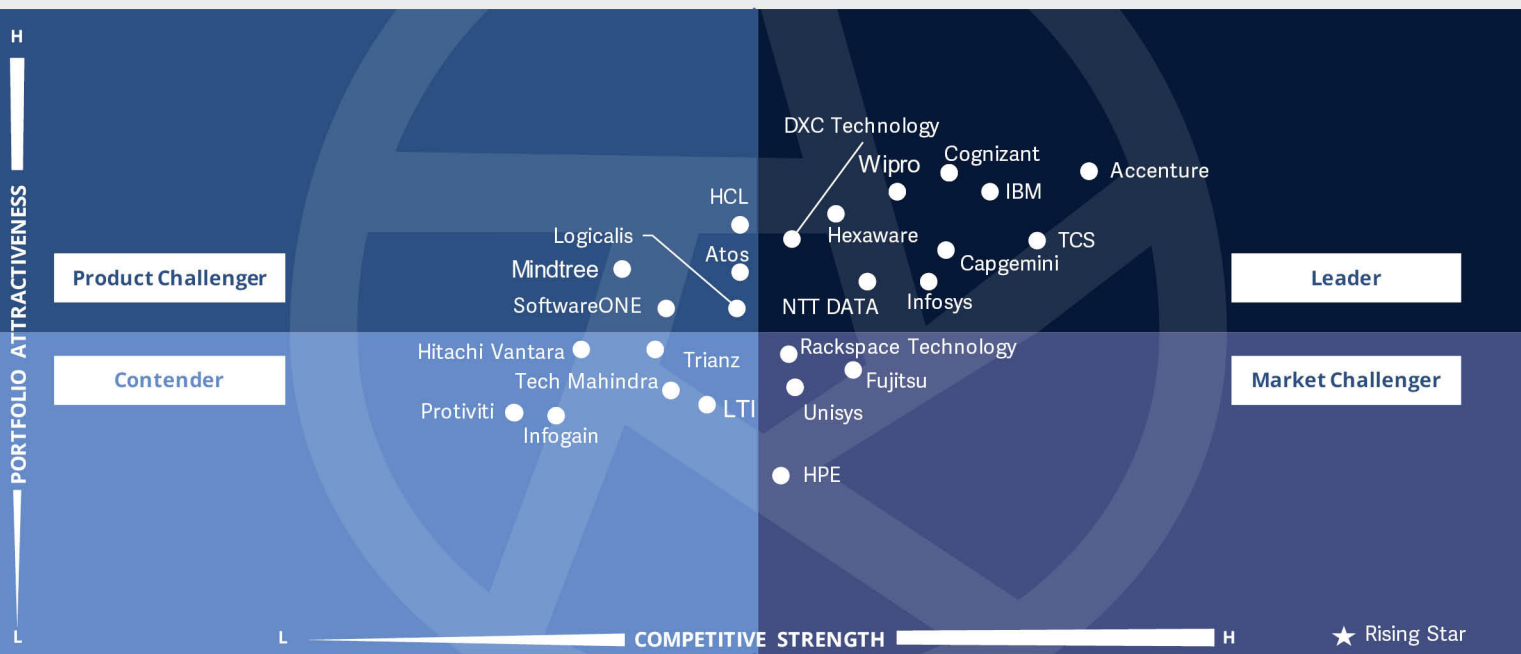 H
PORTFOLIO ATTRACTIVENESS
L
DXC Technology
Wipro
Cognizant
IBM
Accenture
HCL
Logicalis
Hexaware
TCS
Atos
Capgemini
Mindtree
SoftwareONE
NTT DATA
Infosys
Product Challenger
Leader
Hitachi Vantara
Trianz
Rackspace Technology
Tech Mahindra
Fujitsu
Protiviti
LTI
Unisys
Infogain
Contender
Market Challenger
HPE
L
COMPETITIVE STRENGTH
H
Rising Star